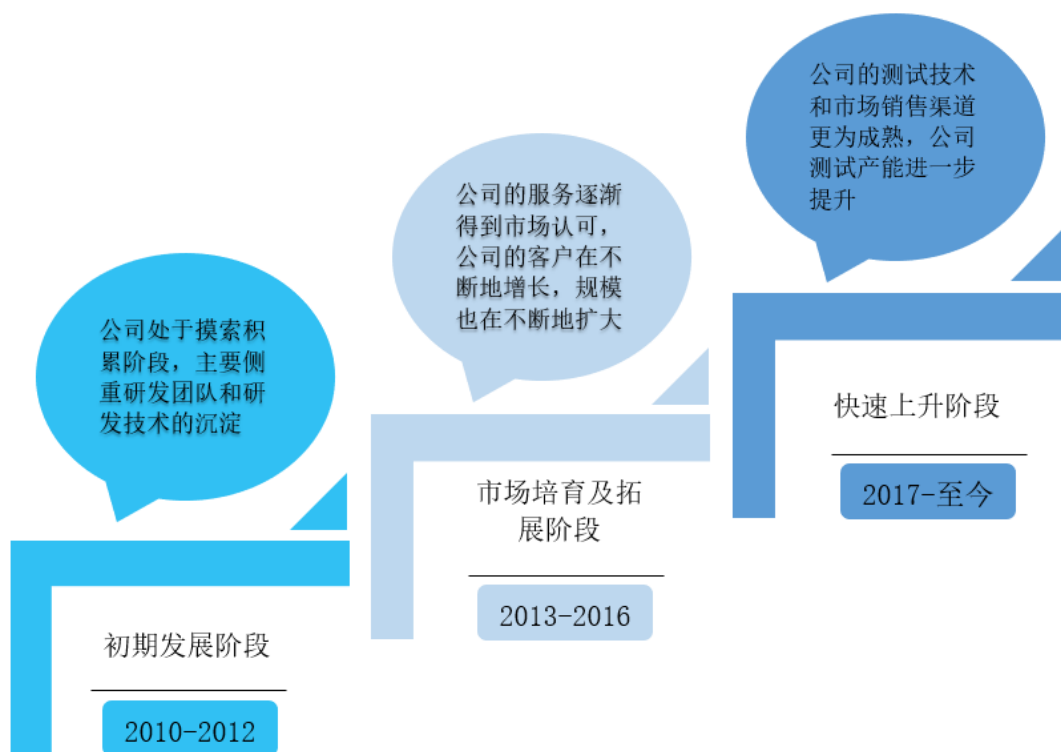 公司处于摸索积
累阶段，主要侧
重研发团队和研
发技术的沉淀
初期发展阶段
2010-2012
公司的服务逐渐
得到市场认可，
公司的客户在不
断地增长，规模
也在不断地扩大
市场培育及拓
展阶段
2013-2016
公司的测试技术
和市场销售渠道
更为成熟，公司
测试产能进一步
提升
快速上升阶段
2017-至今